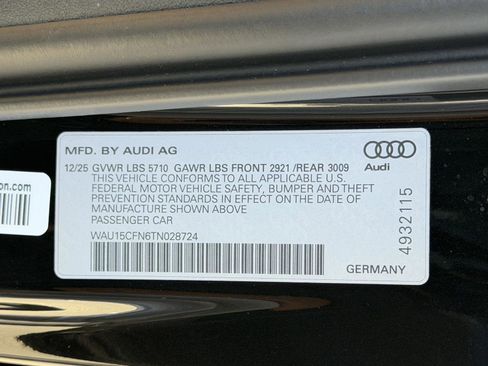 MFD. BY AUDI AG
12/25 GVWR LBS 5710 GAWR LBS FRONT 2921 /REAR 3009
THIS VEHICLE CONFORMS TO ALL APPLICABLE U.S.
FEDERAL MOTOR VEHICLE SAFETY, BUMPER AND THEFT
PREVENTION STANDARDS IN EFFECT ON THE DATE OF
MANUFACTURE SHOWN ABOVE
PASSENGER CAR
WAU15CFN6TN028724
Audi
4932115
GERMANY
on.com